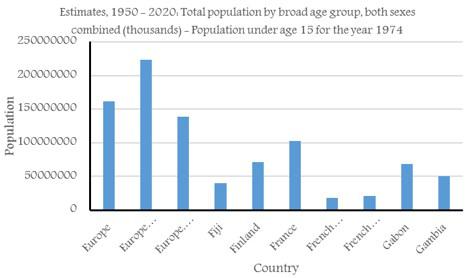 Estimates, 1950 - 2020: Total population by broad age group, both sexes
combined (thousands) - Population under age 15 for the year 1974
250000000
200000000
150000000
100000000
50000000
0
Population
Europe
Europe...
Europe,...
Fiji
Finland
France
French...
French...
Gabon
Gambia
Country